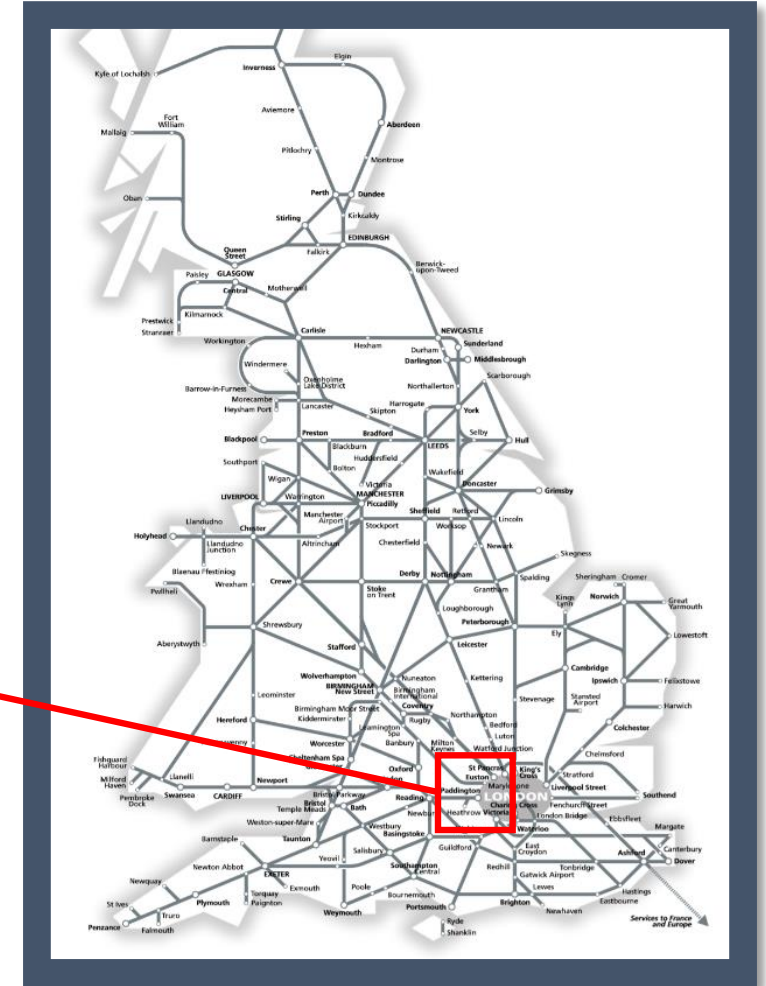 Elgin
Kyle of Lochalsh
Inverness
Aviemore
Fort
William
Aberdeen
Mallaig
Pitlochry
Montrose
Perth
Dundee
Oban
Stirling
Kirkcaldy
EDINBURGH
Queen
Street
Falkirk
Berwick-
upon-Tweed
Paisley
GLASGOW
Central
Motherwell
Prestwick
Kilmarnock
Stranraer
Carlisle
NEWCASTLE
Workington
Hexham
Sunderland
Durham
Darlington
Middlesbrough
Windermere
Scarborough
Oxenholme
Lake District
Barrow-in-Furness
Northallerton
Morecambe
Heysham Port
Lancaster
Harrogate
Skipton
York
Blackpool
Preston
Bradford
Selby
Blackburn
LEEDS
Hull
Huddersfield
Southport
Bolton
Wakefield
Wigan
Victoria
Doncaster
LIVERPOOL
Warrington
MANCHESTER
Piccadilly
Grimsby
Manchester
Airport
Sheffield
Retford
Llandudno
Chester
Stockport
Worksop
Lincoln
Holyhead
Llandudno
Junction
Altrincham
Chesterfield
Newark
Skegness
Blaenau Ffestiniog
Wrexham
Crewe
Derby
Nottingham
Pwllheli
Stoke
on Trent
Grantham
Spalding
Sheringham
Cromer
Kings
Lynn
Norwich
Great
Yarmouth
Loughborough
Peterborough
Shrewsbury
Ely
Lowestoft
Aberystwyth
Stafford
Leicester
Wolverhampton
Cambridge
BIRMINGHAM
New Street
Nuneaton
Kettering
Ipswich
Felixstowe
Leominster
Birmingham
International
Stevenage
Stansted
Airport
Birmingham Moor Street
Coventry
Harwich
Hereford
Kidderminster
Rugby
Northampton
Leamington
Spa
Bedford
Colchester
Worcester
Banbury
Milton
Keynes
Luton
Watford Junction
Chelmsford
Cheltenham Spa
Fishguard
Harbour
Oxford
St Pancras
King's
Cross
Stratford
Euston
Milford
Haven
Llanelli
Newport
Paddington
Marylebone
Liverpool Street
Pembroke
Dock
Swansea
CARDIFF
Bristol Parkway
Reading
LONDON
Southend
Bristol
Temple Meads
Bath
Charing Cross
Fenchurch Street
Heathrow
Victoria
London Bridge
Ebbsfleet
Weston-super-Mare
Westbury
Basingstoke
Waterloo
Margate
Barnstaple
Taunton
Salisbury
Guildford
East
Croydon
Canterbury
Yeovil
Redhill
Tonbridge
Ashford
Dover
Newton Abbot
EXETER
Southampton
Central
Gatwick Airport
Newquay
Exmouth
Poole
Lewes
Hastings
St Ives
Plymouth
Torquay
Paignton
Bournemouth
Portsmouth
Brighton
Eastbourne
Truro
Weymouth
Newhaven
Penzance
Falmouth
Ryde
Shanklin
Services to France
and Europe